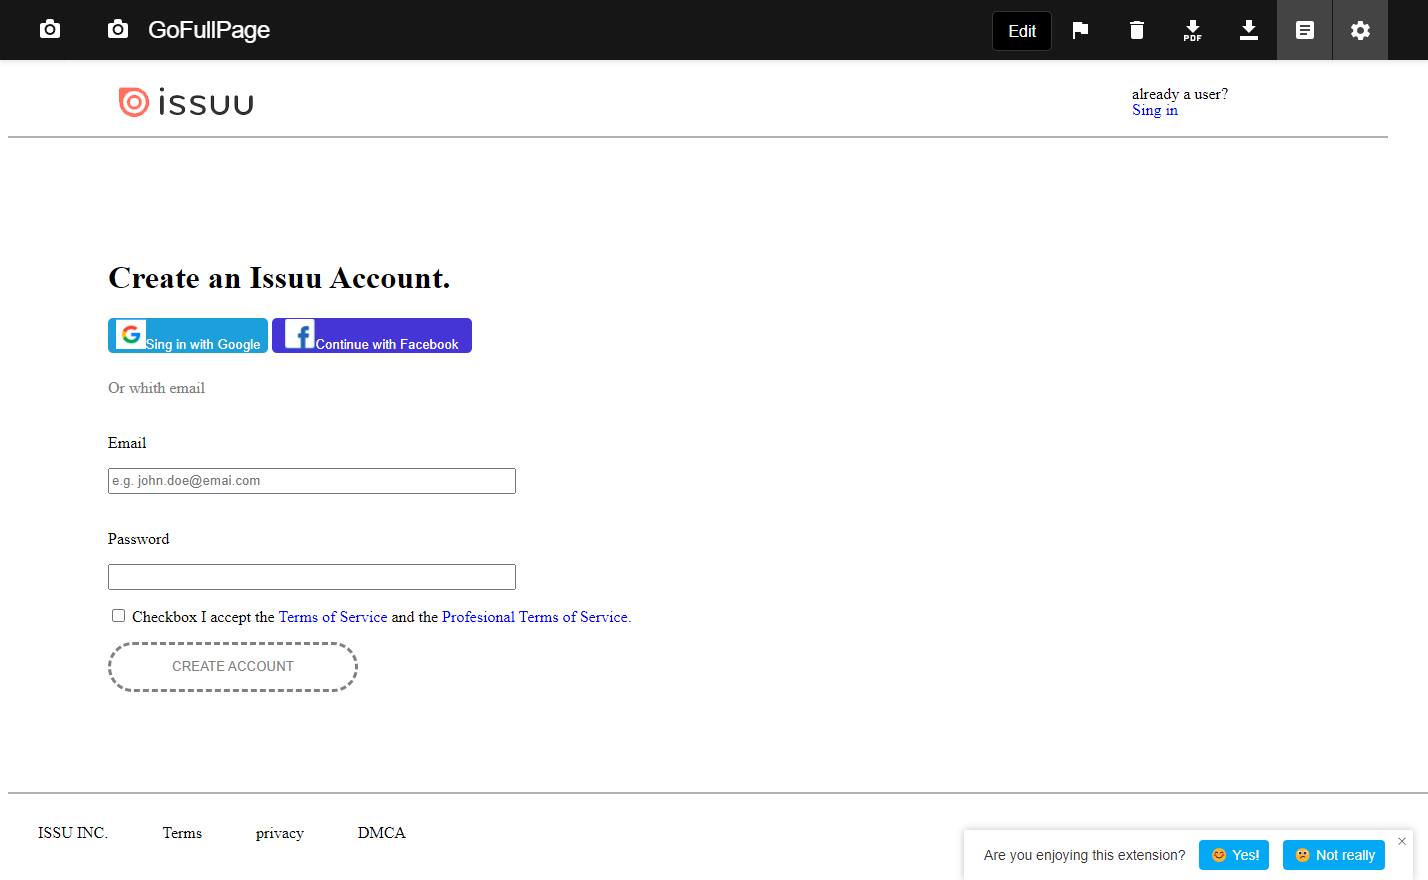 GoFullPage
Edit
PDF
issuu
already a user?
Sing in
Create an Issuu Account.
Sing in with Google
Continue with Facebook
Or whith email
Email
e.g. john.doe@emai.com
Password
Checkbox I accept the Terms of Service and the Profesional Terms of Service.
CREATE ACCOUNT
ISSU INC.
Terms
privacy
DMCA
Are you enjoying this extension?
Yes!
Not really
×